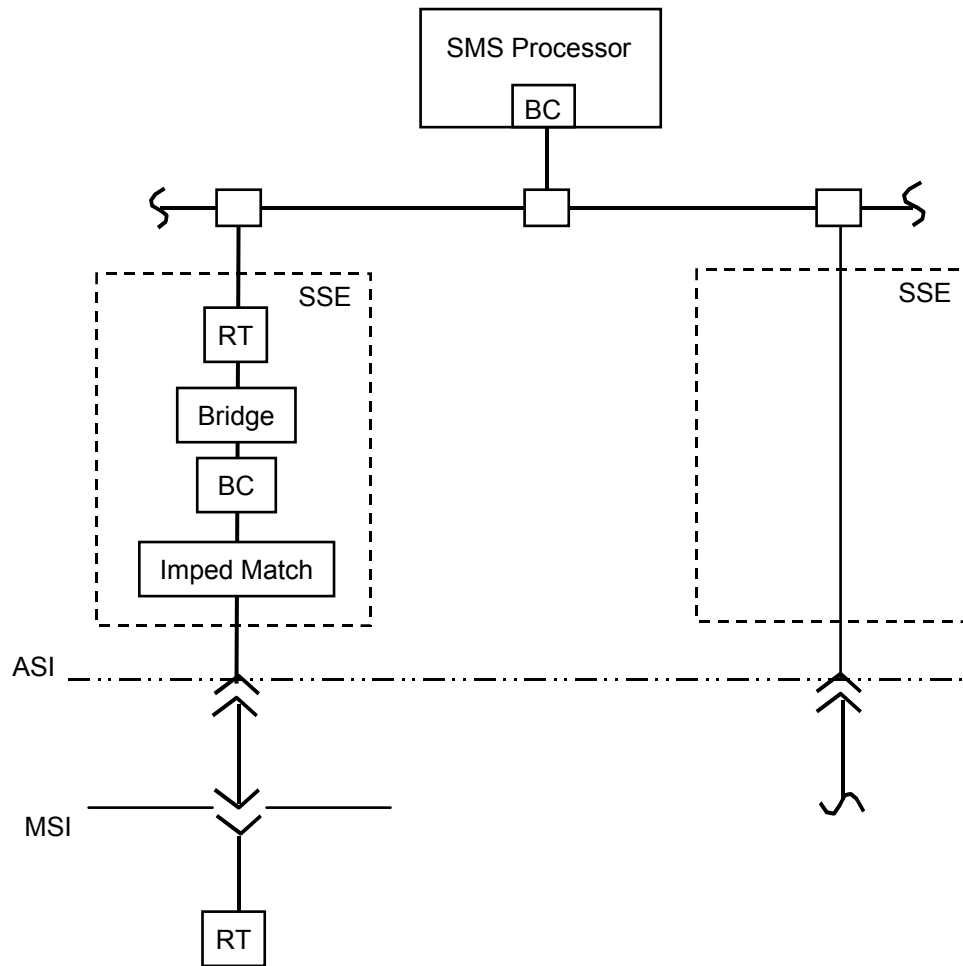 SMS Processor
BC
SSE
SSE
RT
Bridge
BC
Imped Match
ASI
MSI
RT